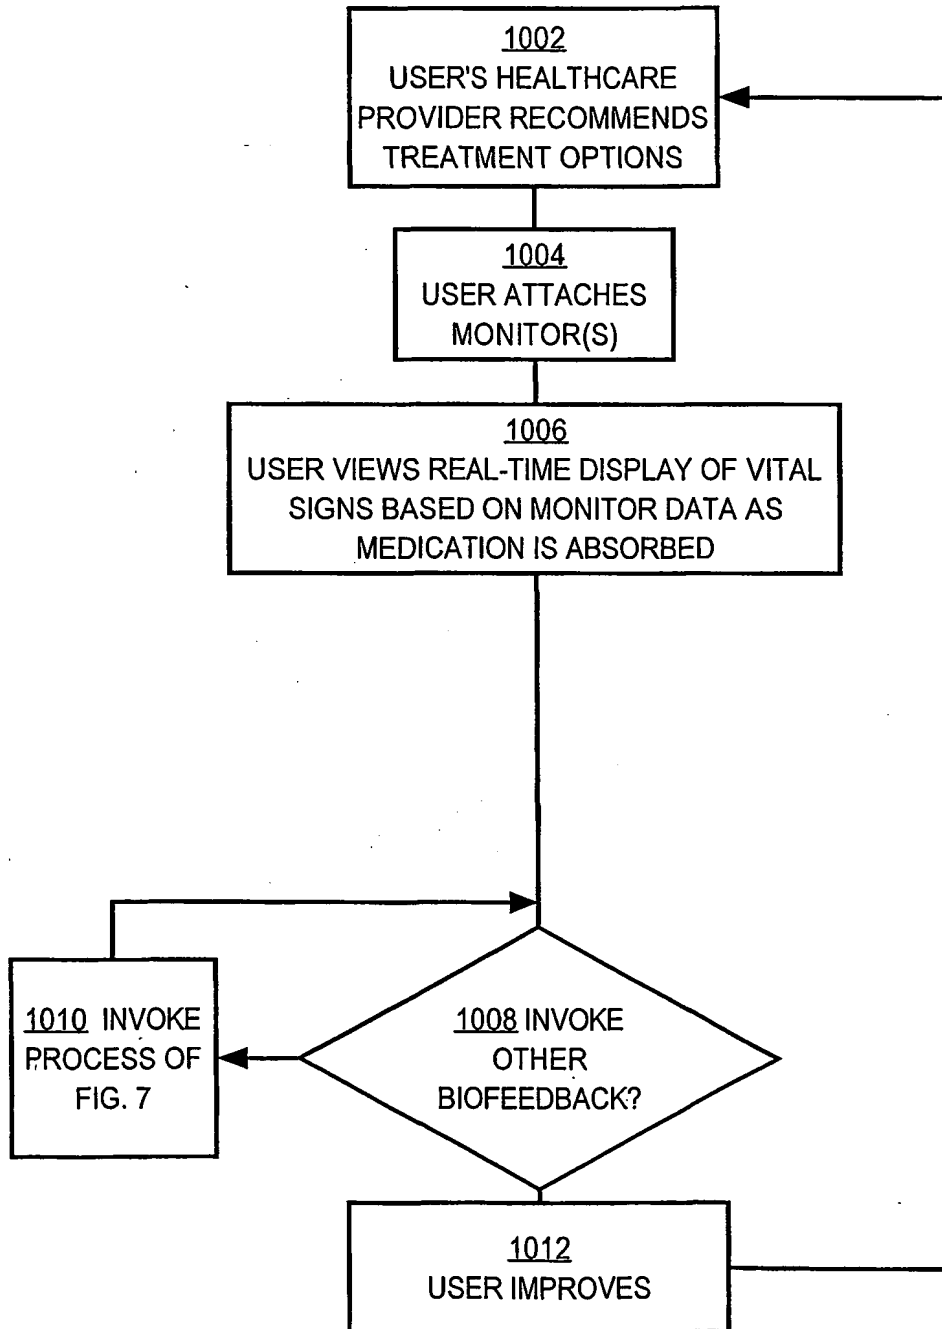 1002
USER'S HEALTHCARE
PROVIDER RECOMMENDS
TREATMENT OPTIONS
1004
USER ATTACHES
MONITOR(S)
1006
USER VIEWS REAL-TIME DISPLAY OF VITAL
SIGNS BASED ON MONITOR DATA AS
MEDICATION IS ABSORBED
1010 INVOKE
PROCESS OF
FIG. 7
1008 INVOKE
OTHER
BIOFEEDBACK?
1012
USER IMPROVES